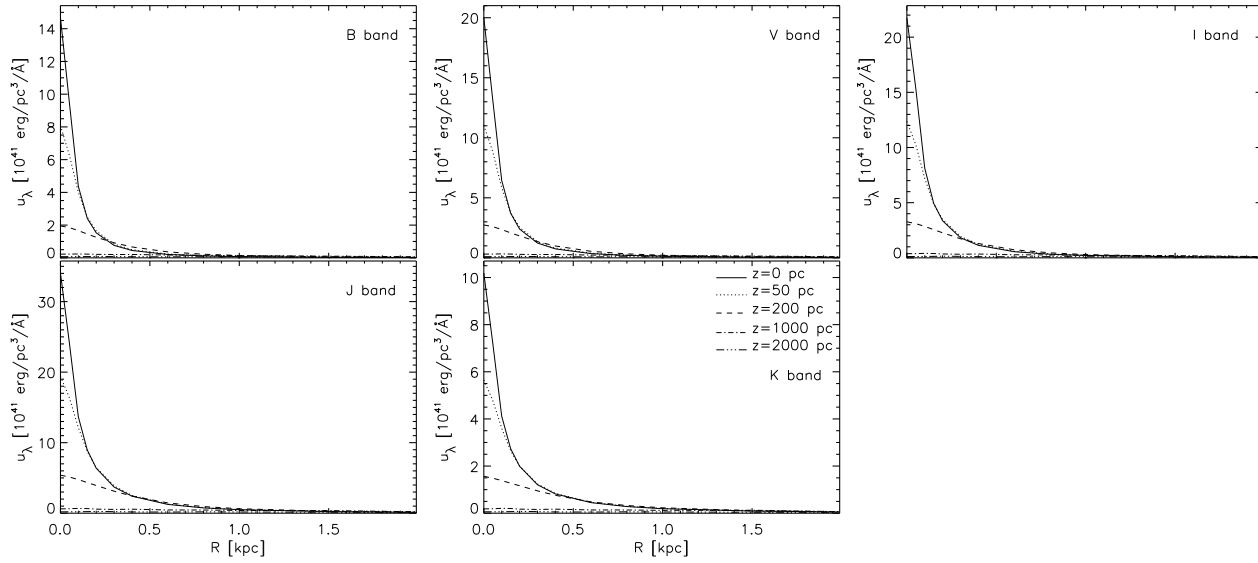 B band
14
12
10
8
6
4
2
0
u_λ [10^41 erg/pc^3/Å]
V band
20
15
10
5
0
u_λ [10^41 erg/pc^3/Å]
I band
20
15
10
5
0
u_λ [10^41 erg/pc^3/Å]
J band
30
20
10
0
u_λ [10^41 erg/pc^3/Å]
0.0 0.5 1.0 1.5
R [kpc]
z=0 pc
z=50 pc
z=200 pc
z=1000 pc
z=2000 pc
K band
10
8
6
4
2
0
u_λ [10^41 erg/pc^3/Å]
0.0 0.5 1.0 1.5
R [kpc]